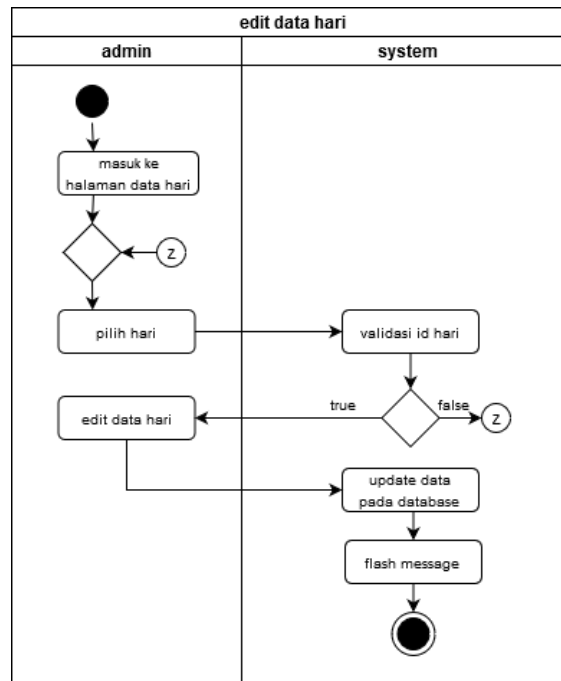 edit data hari
admin
system
masuk ke
halaman data hari
z
pilih hari
validasi id hari
true
false
z
edit data hari
update data
pada database
flash message